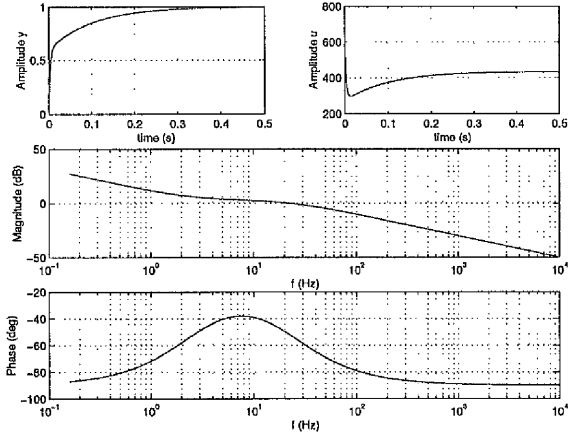 Amplitude y
1
0.5
0
0 0.1 0.2 0.3 0.4 0.5
time (s)
Amplitude u
800
600
400
200
0 0.1 0.2 0.3 0.4 0.5
time (s)
Magnitude (dB)
50
0
-50
10^-1 10^0 10^1 10^2 10^3 10^4
f (Hz)
Phase (deg)
-20
-40
-60
-80
-100
10^-1 10^0 10^1 10^2 10^3 10^4
f (Hz)